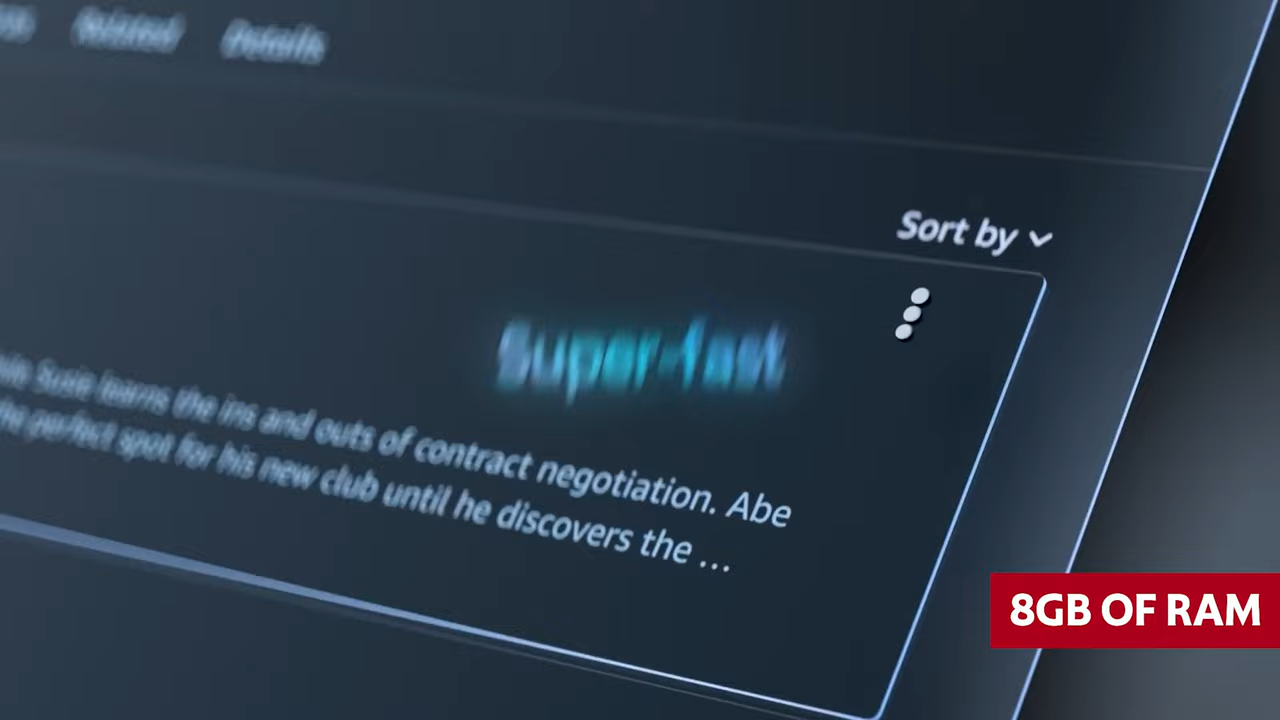 Related Details
Sort by
Super-fast
Susie learns the ins and outs of contract negotiation. Abe
the perfect spot for his new club until he discovers the ...
8GB OF RAM